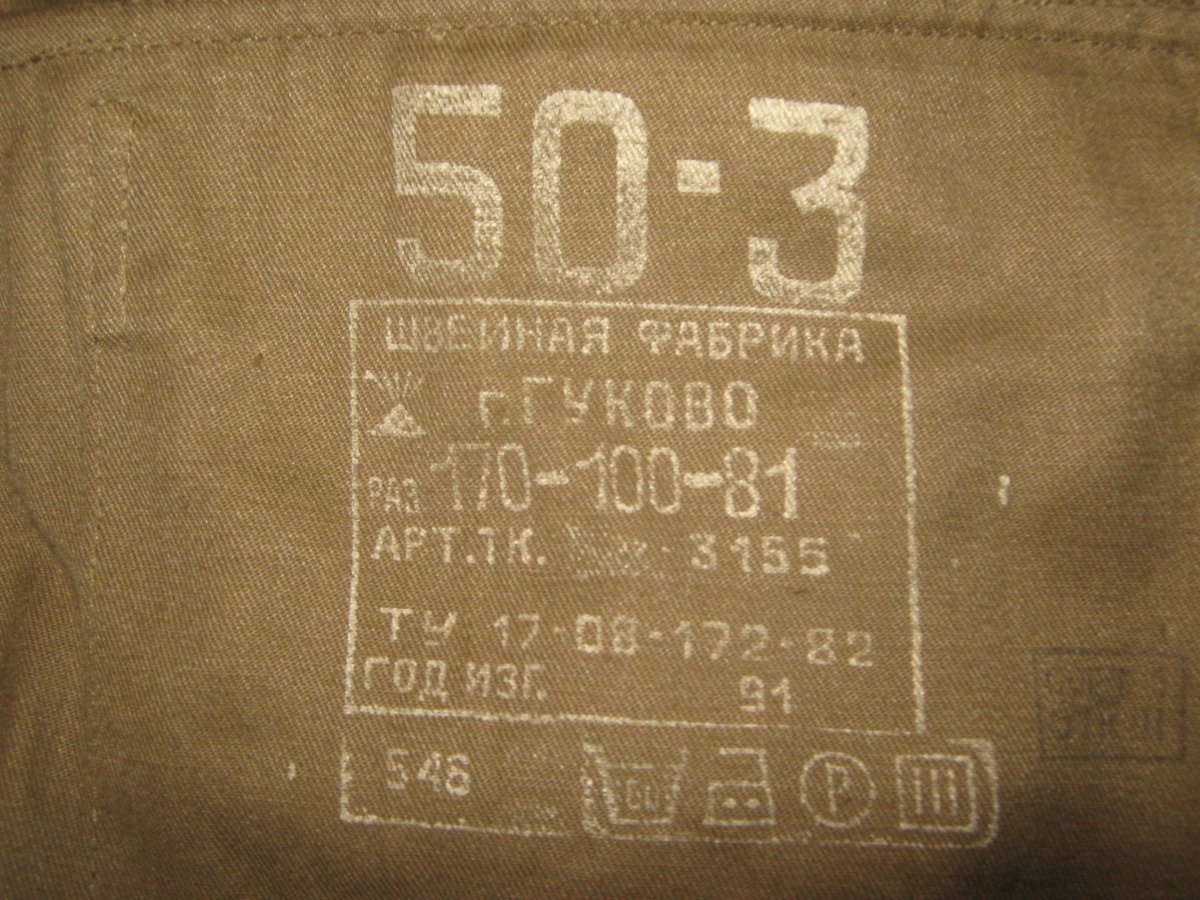 50-3
ШВЕЙНАЯ ФАБРИКА
г. ГУКОВО
РАЗ. 170-100-81
АРТ.ТК. 3155
ТУ 17-08-172-82
ГОД ИЗГ. 91
546
P